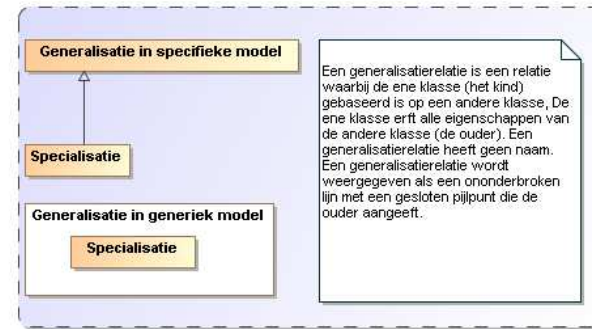 Generalisatie in specifieke model
Specialisatie
Generalisatie in generiek model
Specialisatie
Een generalisatierelatie is een relatie
waarbij de ene klasse (het kind)
gebaseerd is op een andere klasse, De
ene klasse erft alle eigenschappen van
de andere klasse (de ouder). Een
generalisatierelatie heeft geen naam.
Een generalisatierelatie wordt
weergegeven als een ononderbroken
lijn met een gesloten pijlpunt die de
ouder aangeeft.